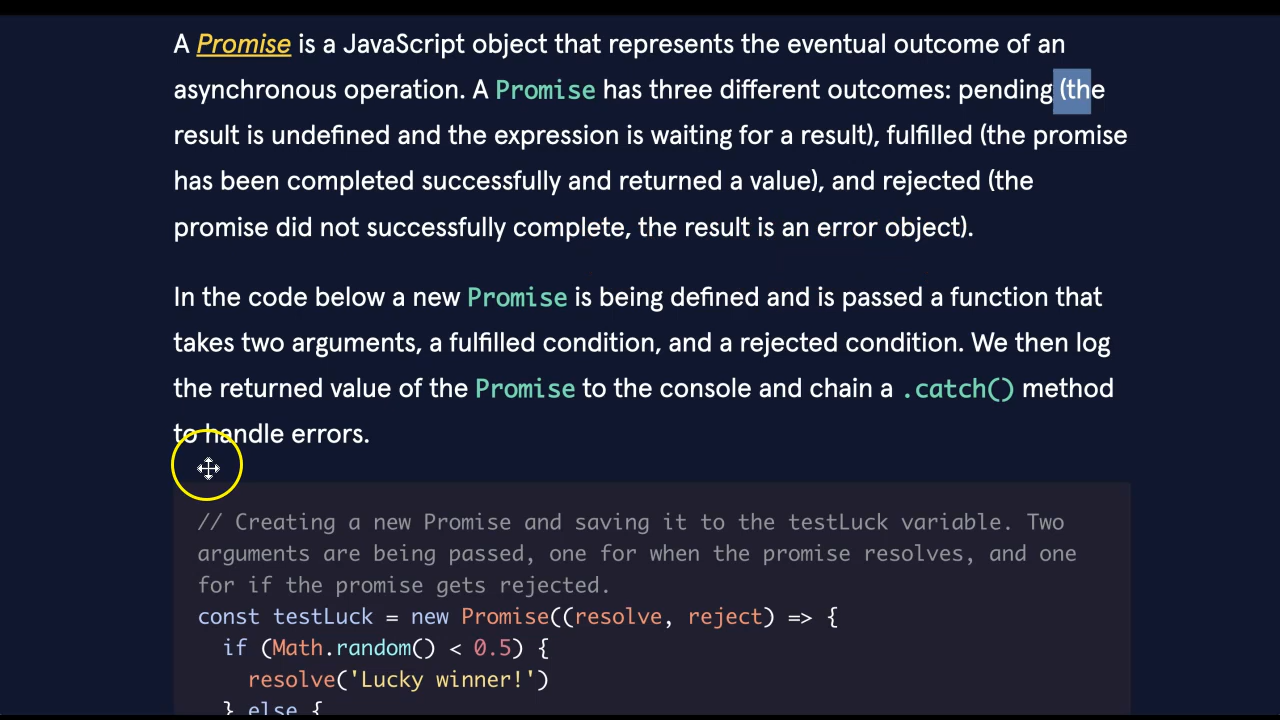 A Promise is a JavaScript object that represents the eventual outcome of an
asynchronous operation. A Promise has three different outcomes: pending (the
result is undefined and the expression is waiting for a result), fulfilled (the promise
has been completed successfully and returned a value), and rejected (the
promise did not successfully complete, the result is an error object).
In the code below a new Promise is being defined and is passed a function that
takes two arguments, a fulfilled condition, and a rejected condition. We then log
the returned value of the Promise to the console and chain a .catch() method
to handle errors.
// Creating a new Promise and saving it to the testLuck variable. Two
arguments are being passed, one for when the promise resolves, and one
for if the promise gets rejected.
const testLuck = new Promise((resolve, reject) => {
if (Math.random() < 0.5) {
resolve('Lucky winner!')
} else {